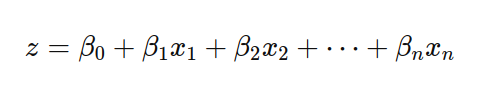 z = β₀ + β₁x₁ + β₂x₂ + ⋯ + βₙxₙ